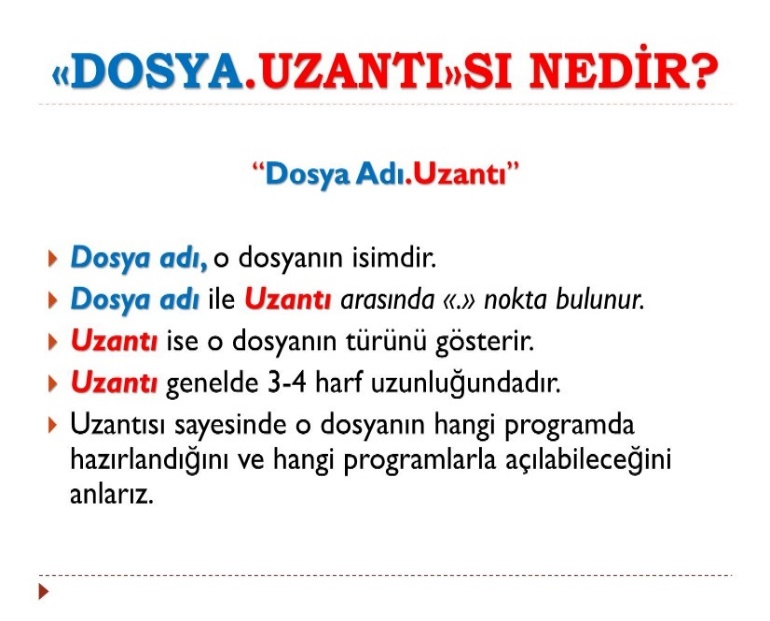 «DOSYA.UZANTI»SI NEDİR?
“Dosya Adı.Uzantı”
Dosya adı, o dosyanın isimdir.
Dosya adı ile Uzantı arasında «.» nokta bulunur.
Uzantı ise o dosyanın türünü gösterir.
Uzantı genelde 3-4 harf uzunluğundadır.
Uzantısı sayesinde o dosyanın hangi programda
hazırlandığını ve hangi programlarla açılabileceğini
anlarız.